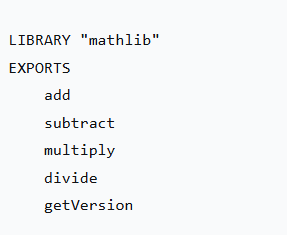 LIBRARY "mathlib"
EXPORTS
    add
    subtract
    multiply
    divide
    getVersion